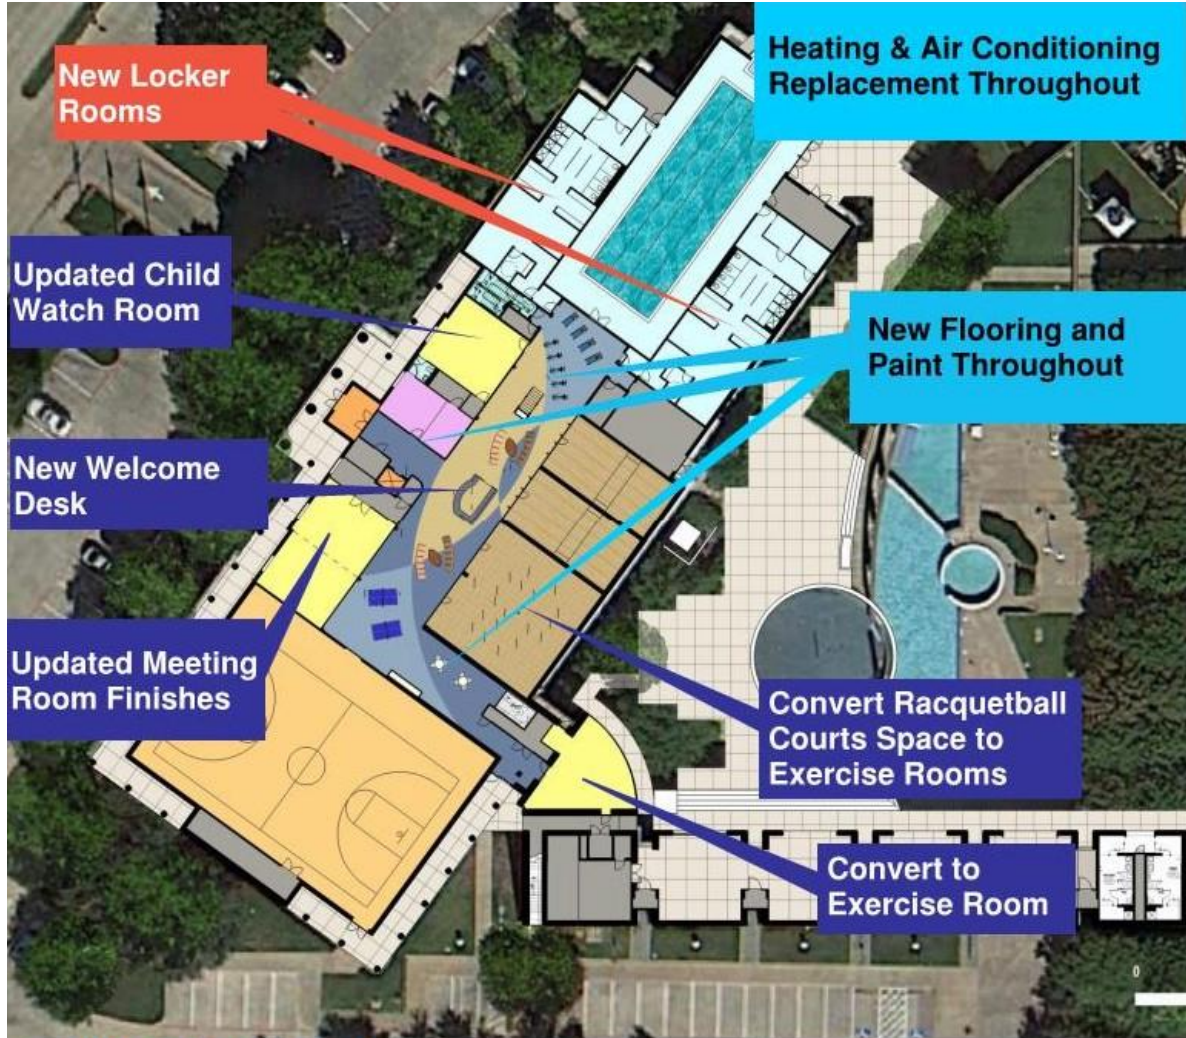 New Locker
Rooms
Heating & Air Conditioning
Replacement Throughout
Updated Child
Watch Room
New Flooring and
Paint Throughout
New Welcome
Desk
Updated Meeting
Room Finishes
Convert Racquetball
Courts Space to
Exercise Rooms
Convert to
Exercise Room
0